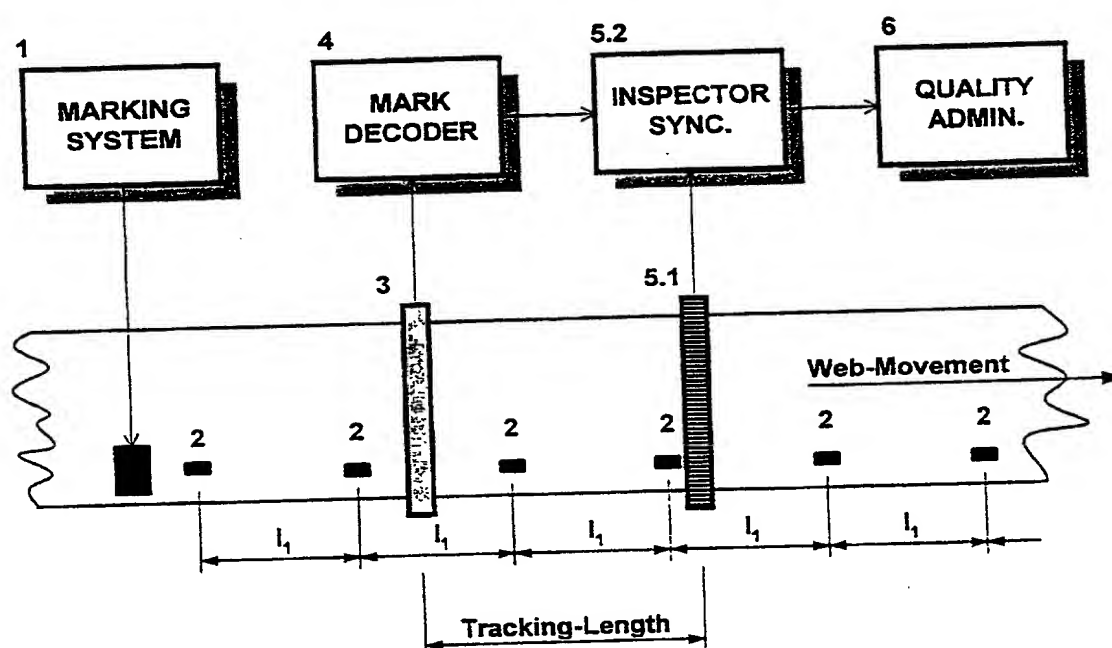 1
4
5.2
6
MARKING
SYSTEM
MARK
DECODER
INSPECTOR
SYNC.
QUALITY
ADMIN.
3
5.1
Web-Movement
2
2
2
2
2
2
l₁
l₁
l₁
l₁
l₁
Tracking-Length